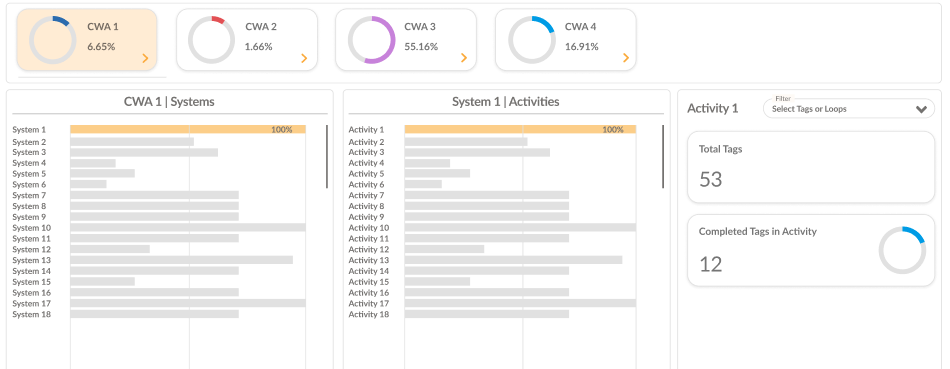 CWA 1
6.65%
CWA 2
1.66%
CWA 3
55.16%
CWA 4
16.91%
CWA 1 | Systems
System 1
100%
System 2
System 3
System 4
System 5
System 6
System 7
System 8
System 9
System 10
System 11
System 12
System 13
System 14
System 15
System 16
System 17
System 18
System 1 | Activities
Activity 1
100%
Activity 2
Activity 3
Activity 4
Activity 5
Activity 6
Activity 7
Activity 8
Activity 9
Activity 10
Activity 11
Activity 12
Activity 13
Activity 14
Activity 15
Activity 16
Activity 17
Activity 18
Activity 1
Filter
Select Tags or Loops
Total Tags
53
Completed Tags in Activity
12